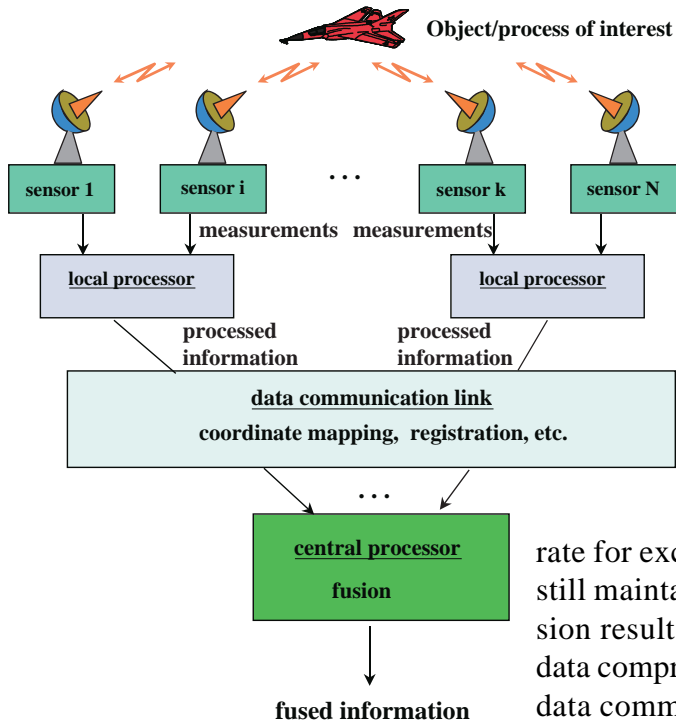 Object/process of interest
sensor 1
sensor i
. . .
sensor k
sensor N
measurements measurements
local processor
local processor
processed
information
processed
information
data communication link
coordinate mapping, registration, etc.
. . .
central processor
fusion
fused information
rate for exc
still mainta
sion result
data compr
data comm